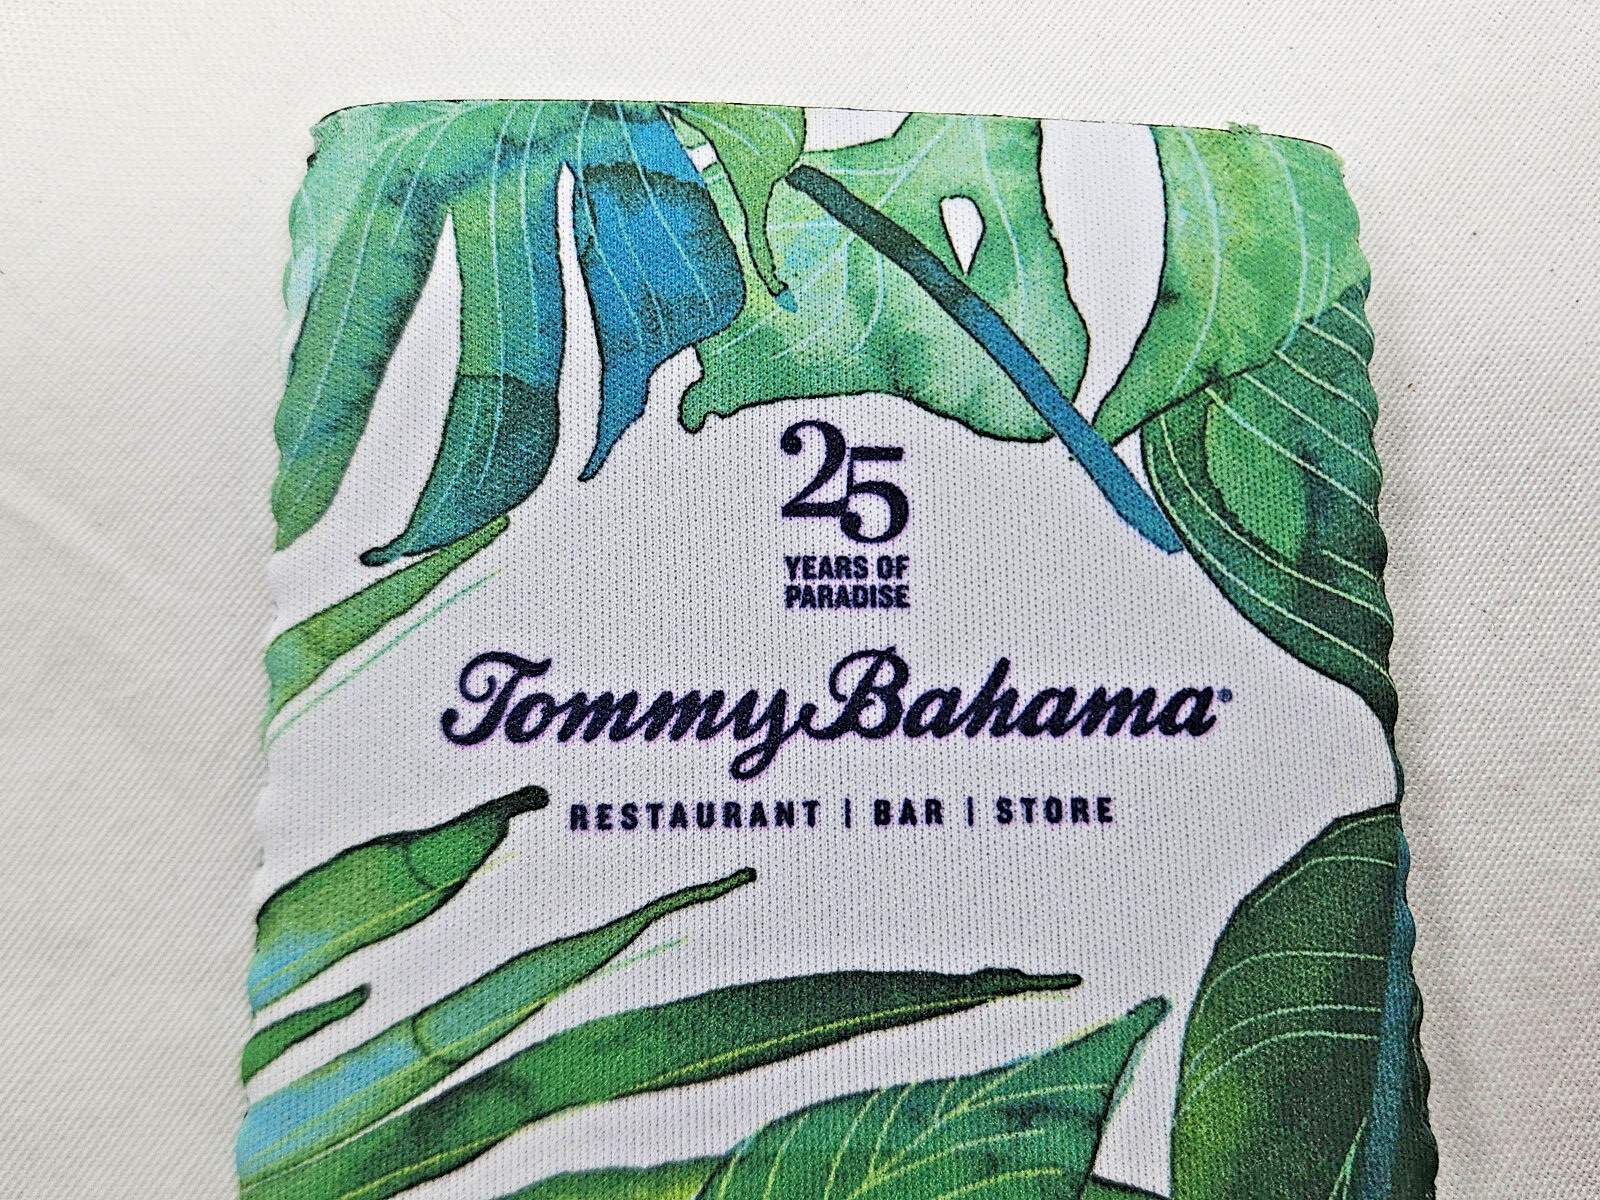 25
YEARS OF
PARADISE
Tommy Bahama®
RESTAURANT | BAR | STORE